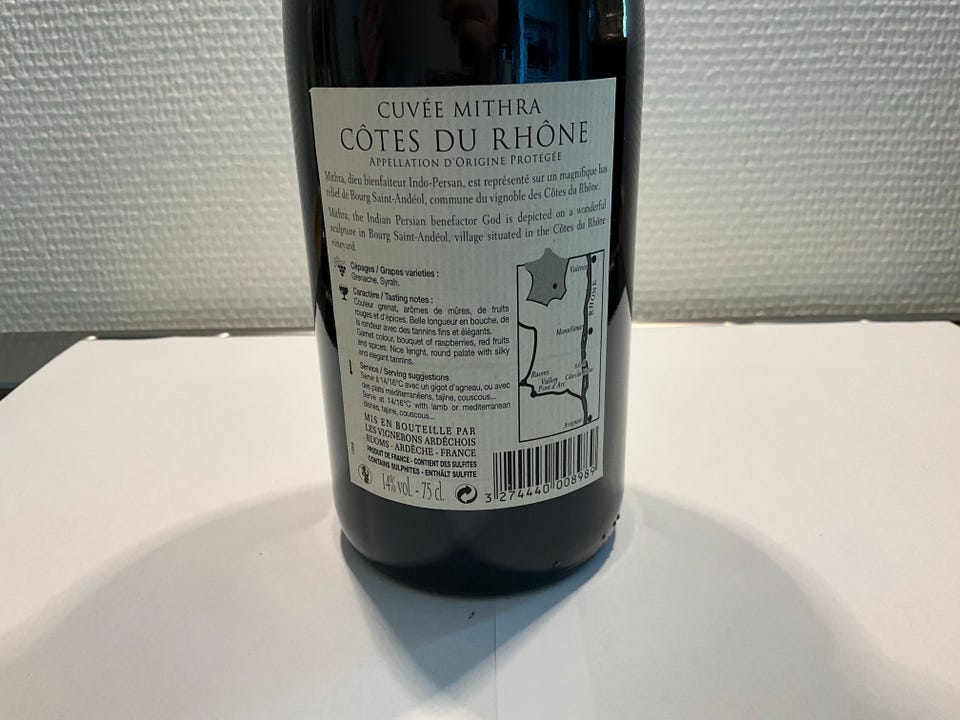 CUVÉE MITHRA
CÔTES DU RHÔNE
APPELLATION D'ORIGINE PROTÉGÉE
Mithra, dieu bienfaiteur Indo-Persan, est représenté sur un magnifique bas
relief de Bourg Saint-Andéol, commune du vignoble des Côtes du Rhône.
Mithra, the Indian Persian benefactor God is depicted on a wonderful
sculpture in Bourg Saint-Andéol, village situated in the Côtes du Rhône
vineyard.
Cépages / Grapes varieties :
Grenache, Syrah.
Caractère / Tasting notes :
Couleur grenat, arômes de mûres, de fruits
rouges et d'épices. Belle longueur en bouche, de
la rondeur avec des tannins fins et élégants.
Garnet colour, bouquet of raspberries, red fruits
and spices. Nice lenght, round palate with silky
and elegant tannins.
Service / Serving suggestions
Servir à 14/16°C avec un gigot d'agneau, ou avec
des plats méditerranéens, tajine, couscous...
Serve at 14/16°C with lamb or mediterranean
dishes, tajine, couscous...
MIS EN BOUTEILLE PAR
LES VIGNERONS ARDÉCHOIS
RUOMS - ARDÈCHE - FRANCE
PRODUIT DE FRANCE - CONTIENT DES SULFITES
CONTAINS SULPHITES - ENTHÄLT SULFITE
14% vol. - 75 cl.
Valence
RHÔNE
Montélimar
Ruoms
Vallon
Pont d'Arc
Avignon
3 274440 008989